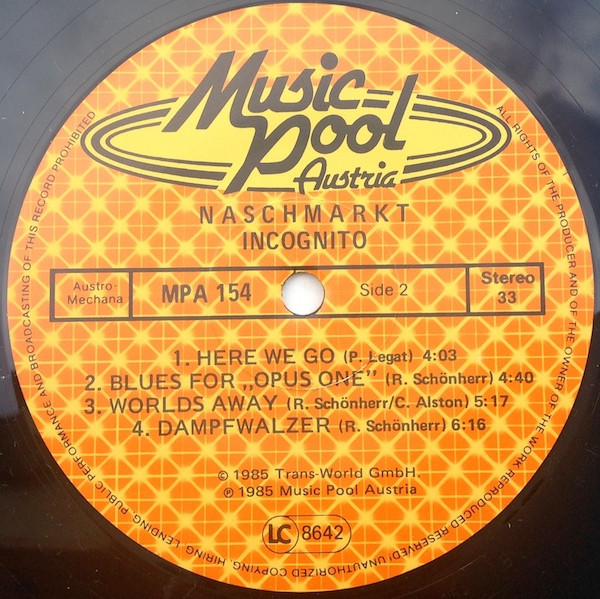 Music
Pool
Austria
NASCHMARKT
INCOGNITO
Austro-
Mechana
MPA 154
Side 2
Stereo
33
1. HERE WE GO (P. Legat) 4:03
2. BLUES FOR „OPUS ONE” (R. Schönherr) 4:40
3. WORLDS AWAY (R. Schönherr/C. Alston) 5:17
4. DAMPFWALZER (R. Schönherr) 6:16
© 1985 Trans-World GmbH.
℗ 1985 Music Pool Austria
LC 8642
ALL RIGHTS OF THE PRODUCER AND OF THE OWNER OF THE WORK REPRODUCED RESERVED! UNAUTHORIZED COPYING, HIRING, LENDING, PUBLIC PERFORMANCE AND BROADCASTING OF THIS RECORD PROHIBITED